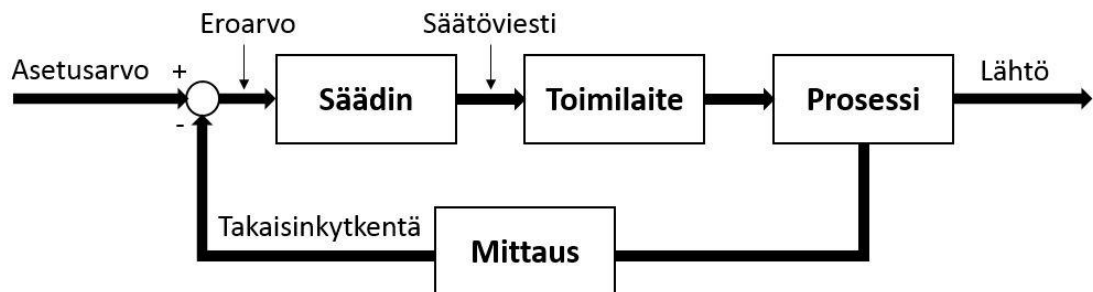 Eroarvo
Säätöviesti
Asetusarvo
+
Lähtö
Säädin
Toimilaite
Prosessi
-
Takaisinkytkentä
Mittaus